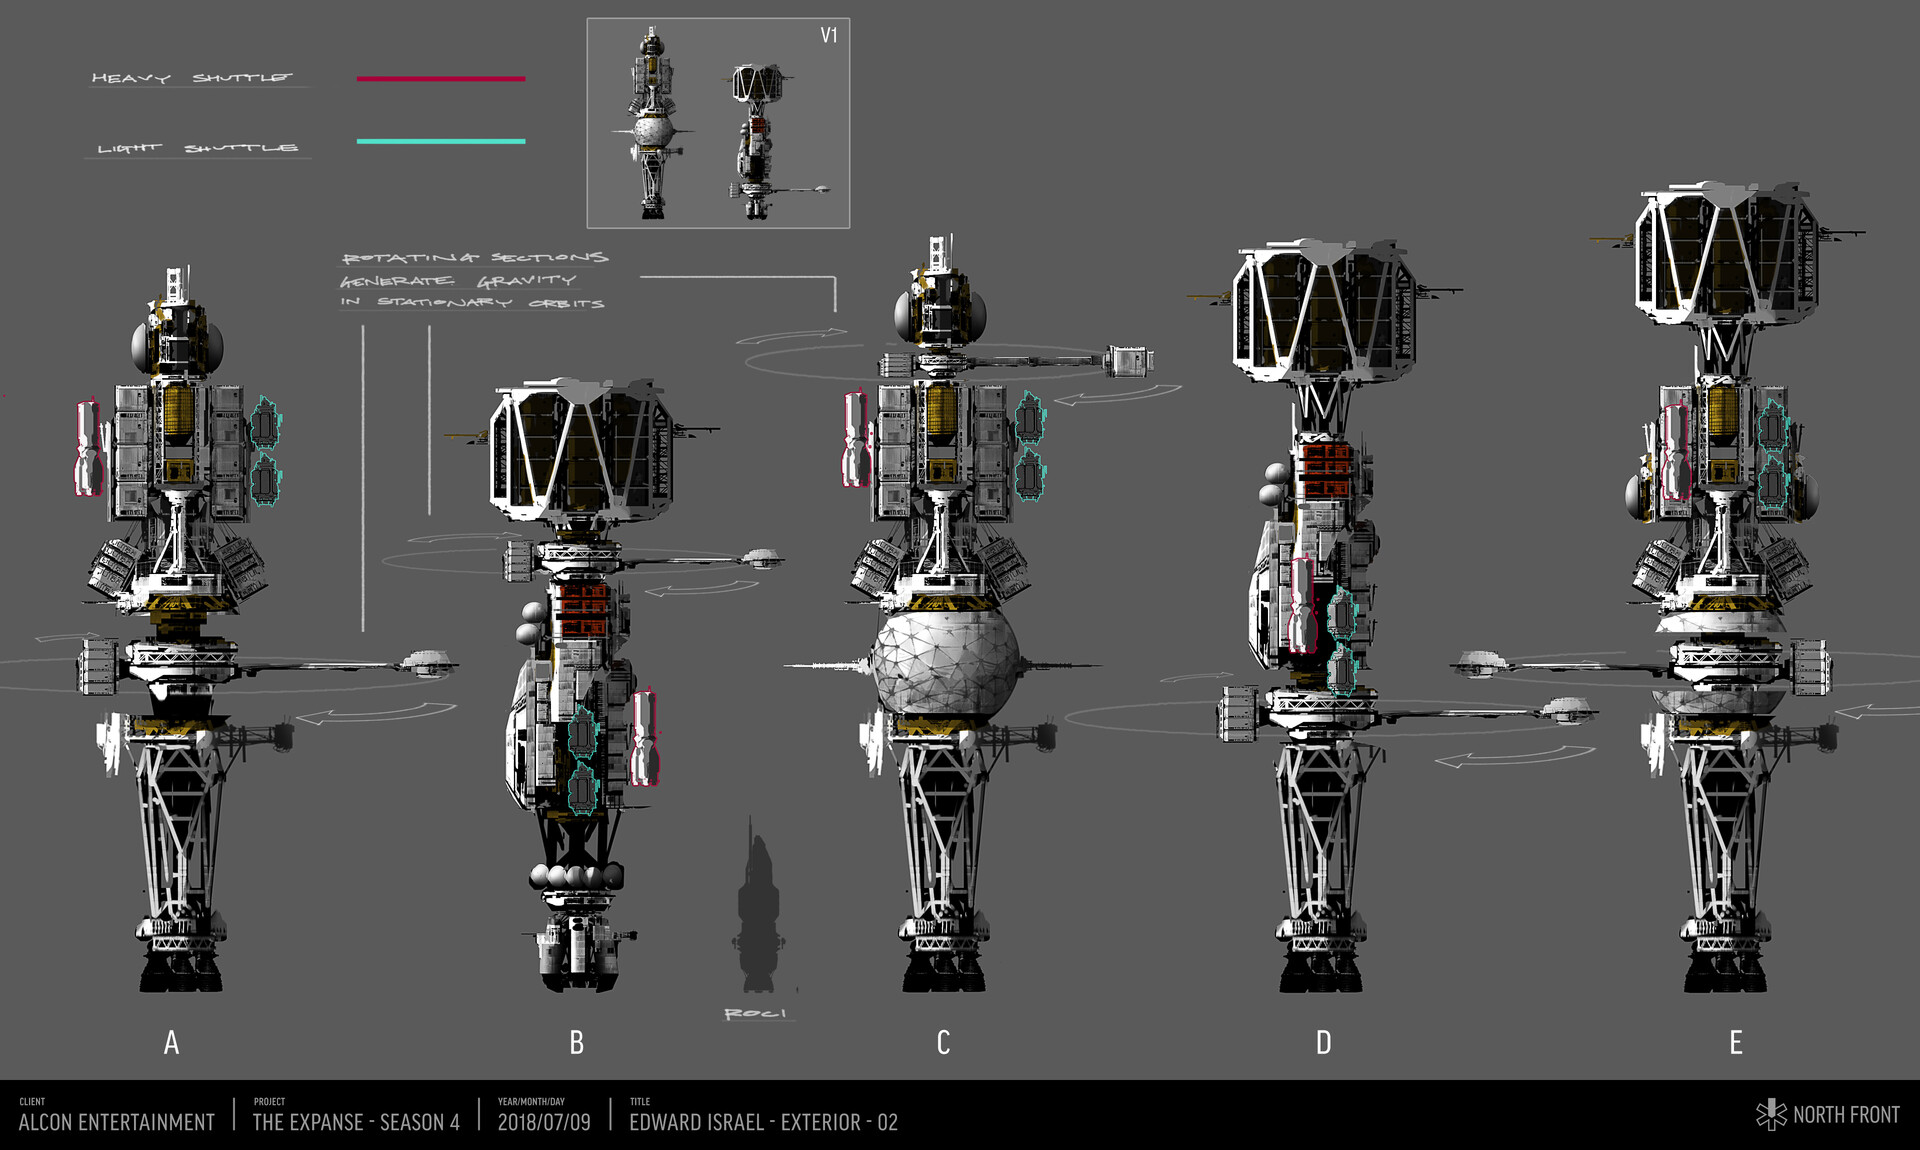 HEAVY SHUTTLE
LIGHT SHUTTLE
V1
ROTATING SECTIONS
GENERATE GRAVITY
IN STATIONARY ORBITS
ROCI
A
B
C
D
E
CLIENT
ALCON ENTERTAINMENT
PROJECT
THE EXPANSE - SEASON 4
YEAR/MONTH/DAY
2018/07/09
TITLE
EDWARD ISRAEL - EXTERIOR - 02
NORTH FRONT